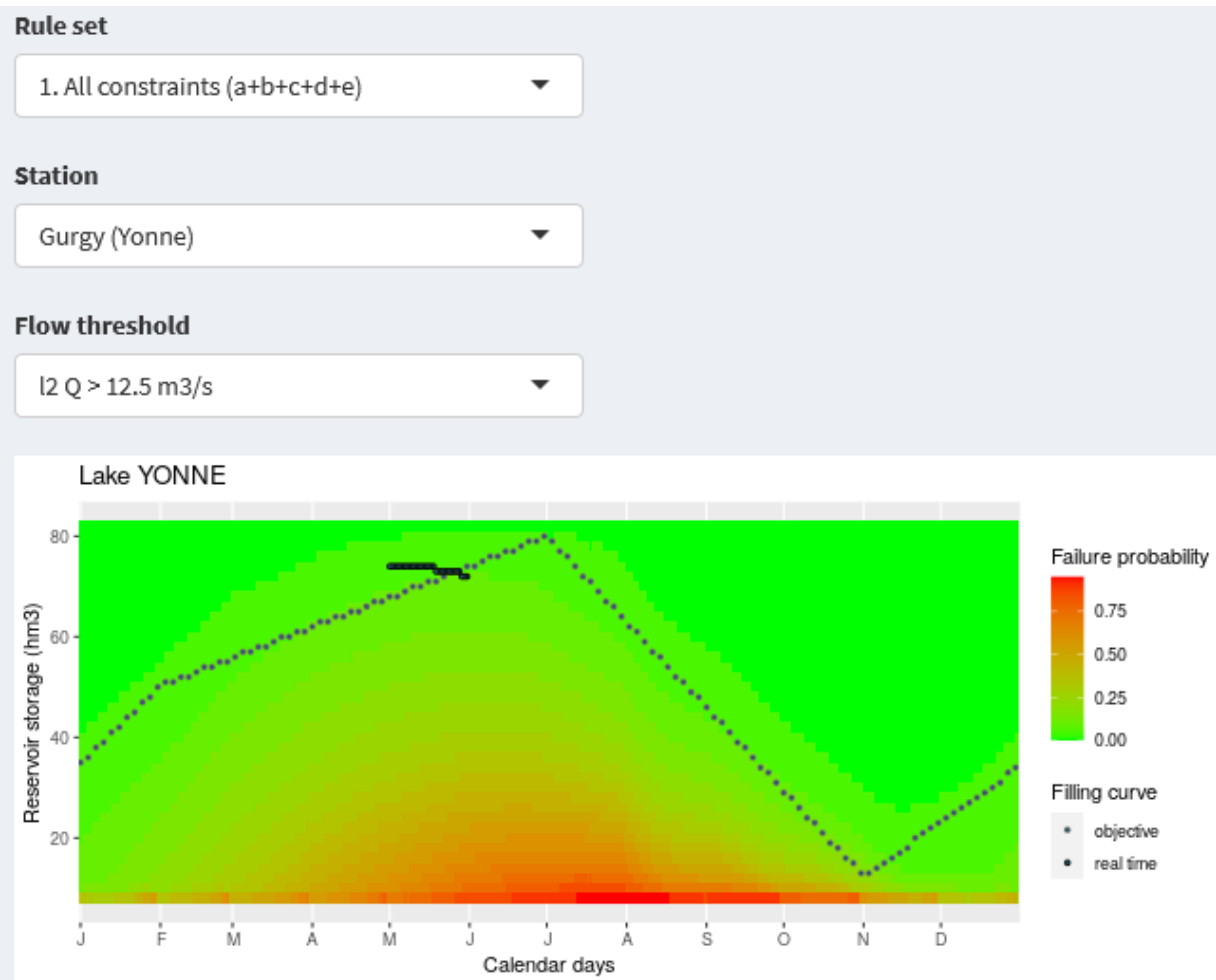 Rule set
1. All constraints (a+b+c+d+e)
Station
Gurgy (Yonne)
Flow threshold
l2 Q > 12.5 m3/s
Lake YONNE
80
60
40
20
Reservoir storage (hm3)
J F M A M J J A S O N D
Calendar days
Failure probability
0.75
0.50
0.25
0.00
Filling curve
objective
real time